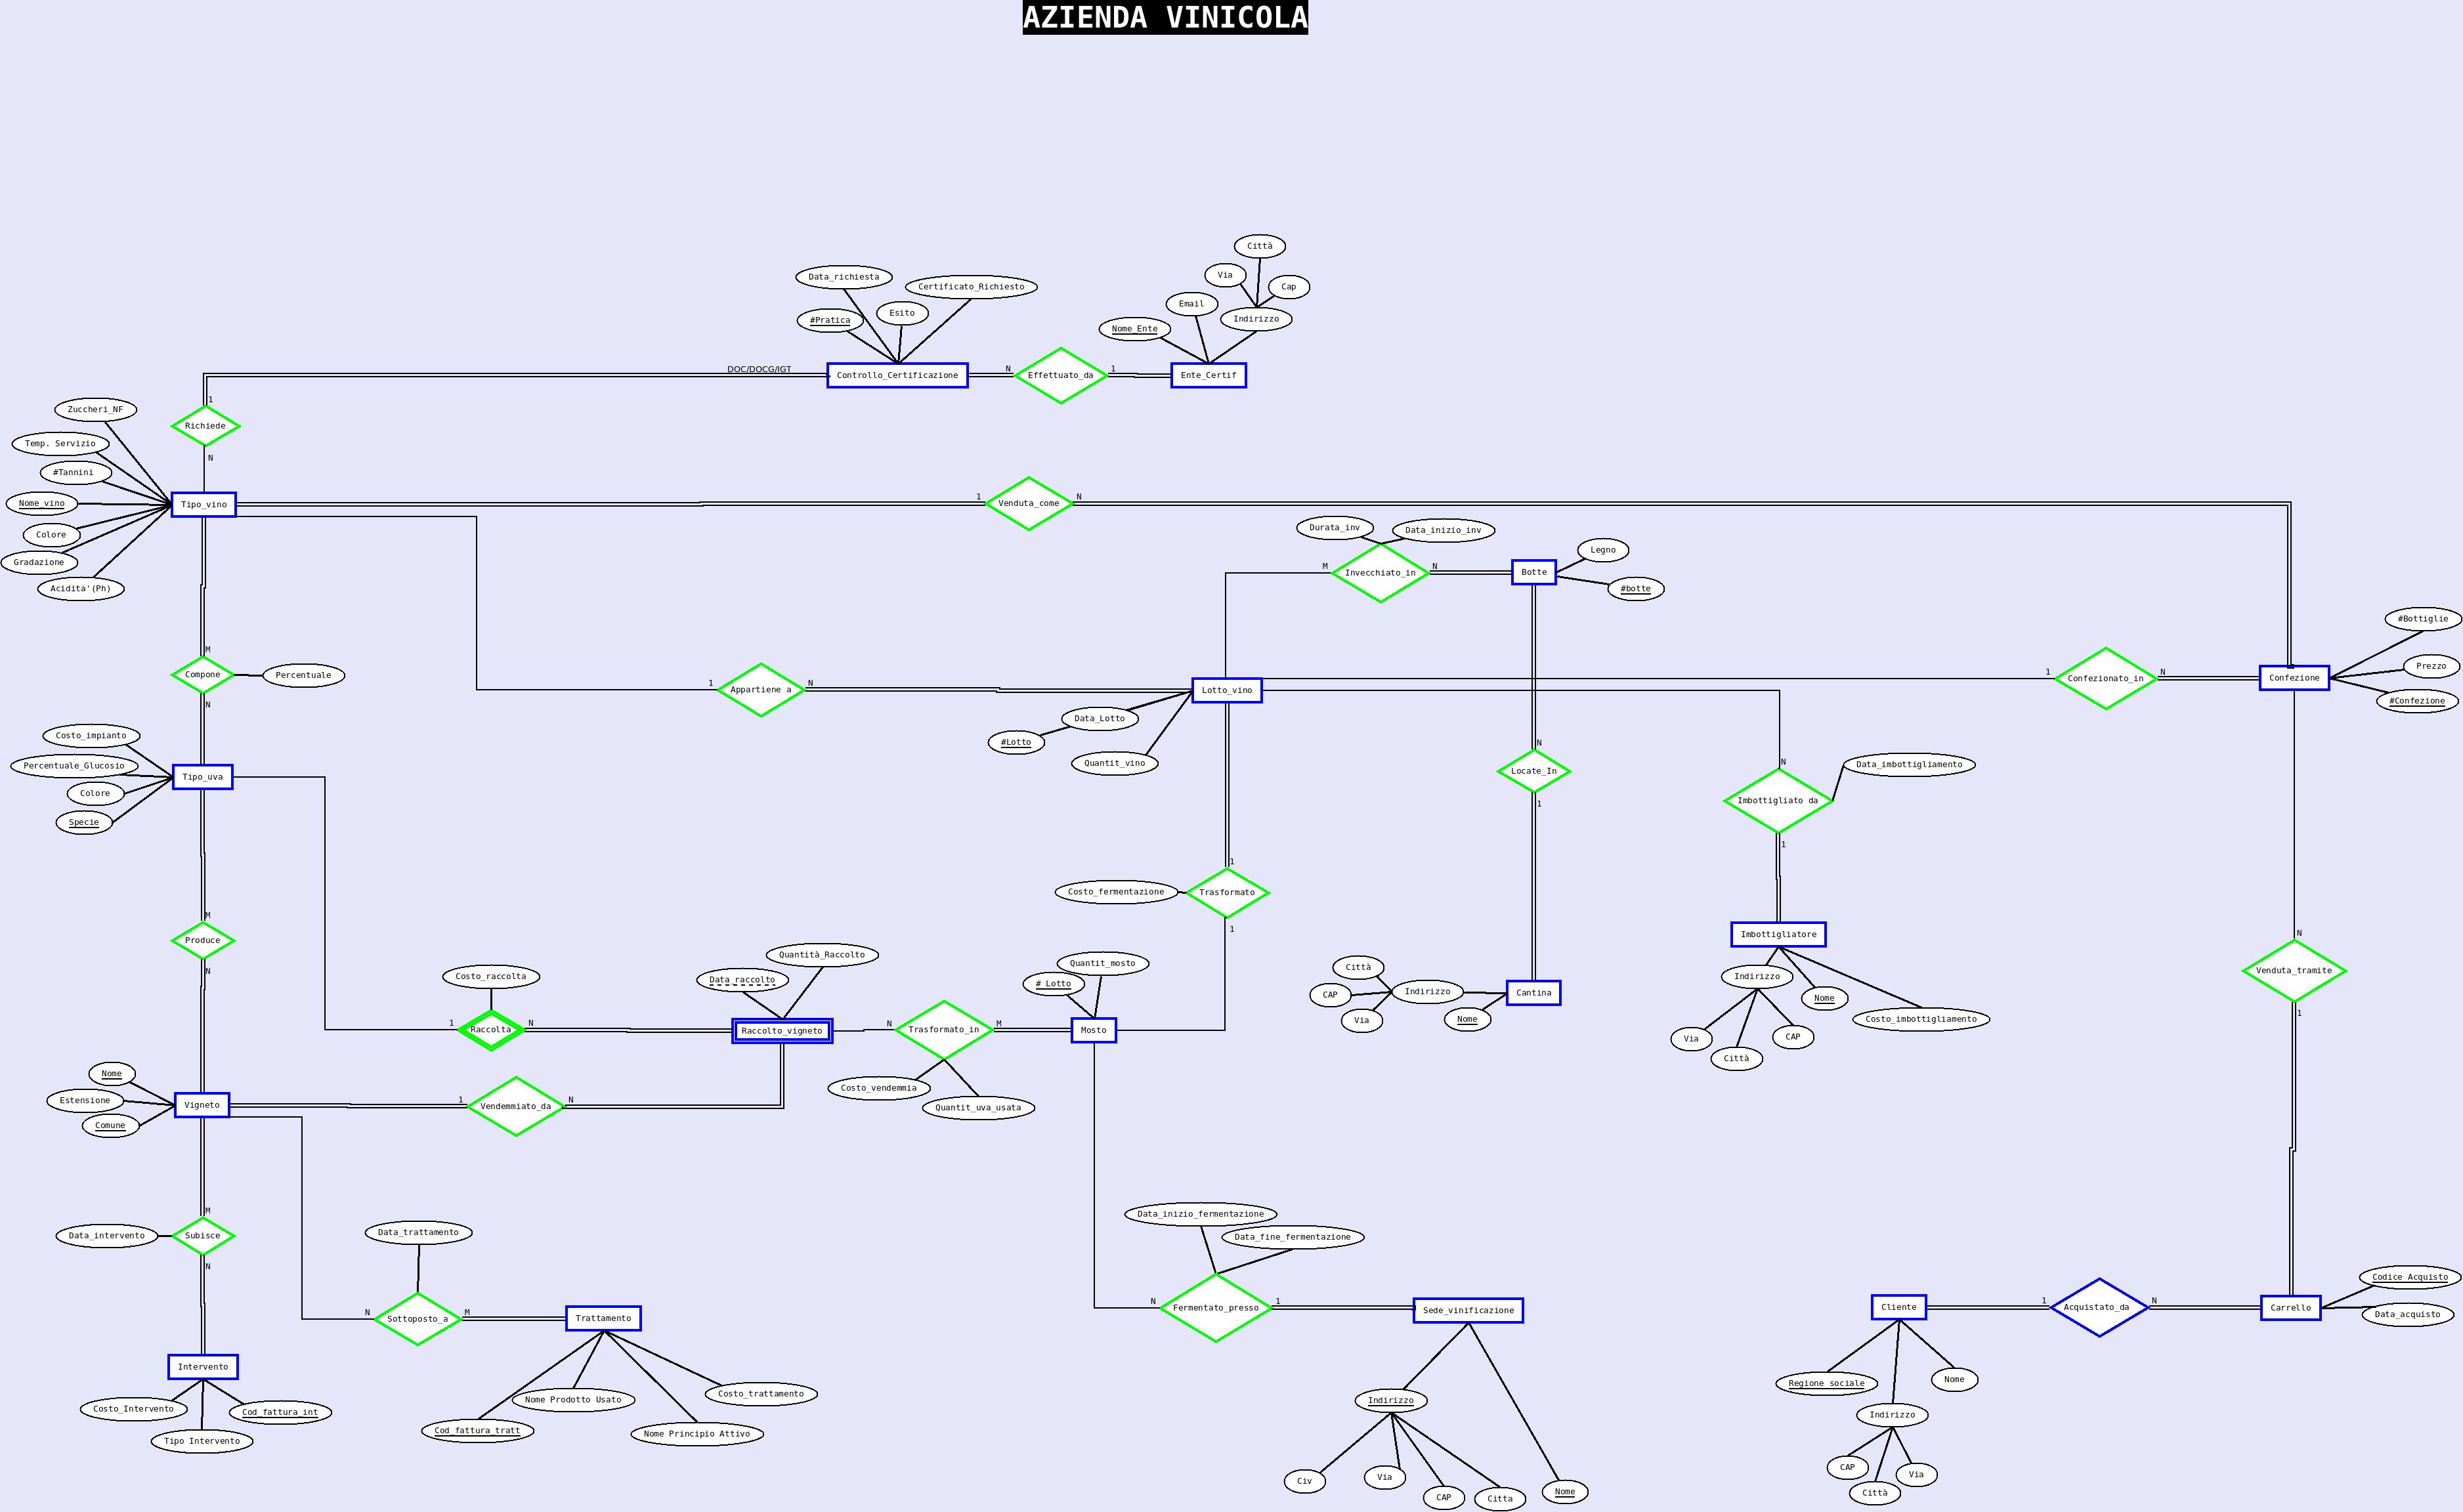 AZIENDA VINICOLA
Città
Data_richiesta
Via
Certificato_Richiesto
Cap
Email
Esito
#Pratica
Indirizzo
Nome_Ente
DOC/DOCG/IGT
Controllo_Certificazione
N
Effettuato_da
1
Ente_Certif
1
Richiede
N
Zuccheri_NF
Temp. Servizio
#Tannini
Nome_vino
Colore
Gradazione
Acidita'(Ph)
Tipo_vino
1
Venduta_come
N
Durata_inv
Data_inizio_inv
M
Invecchiato_in
N
Botte
Legno
#botte
M
Compone
Percentuale
N
1
Appartiene a
N
Lotto_vino
Data_Lotto
#Lotto
Quantit_vino
1
Confezionato_in
N
Confezione
#Bottiglie
Prezzo
#Confezione
Costo_impianto
Percentuale_Glucosio
Colore
Specie
Tipo_uva
N
Locate_In
1
N
Imbottigliato da
Data_imbottigliamento
1
1
Costo_fermentazione
Trasformato
1
M
Produce
N
Imbottigliatore
Indirizzo
Nome
Costo_imbottigliamento
Via
CAP
Città
N
Venduta_tramite
1
Costo_raccolta
1
Raccolta
N
Data_raccolto
Quantità_Raccolto
Raccolto_vigneto
N
Trasformato_in
M
Mosto
# Lotto
Quantit_mosto
Costo_vendemmia
Quantit_uva_usata
Città
CAP
Via
Indirizzo
Cantina
Nome
Nome
Estensione
Comune
Vigneto
1
Vendemmiato_da
N
M
Data_intervento
Subisce
N
Data_trattamento
N
Sottoposto_a
M
Trattamento
Data_inizio_fermentazione
Data_fine_fermentazione
N
Fermentato_presso
1
Sede_vinificazione
Cliente
1
Acquistato_da
N
Carrello
Codice Acquisto
Data_acquisto
Intervento
Costo_Intervento
Cod_fattura_int
Tipo Intervento
Costo_trattamento
Nome Prodotto Usato
Cod_fattura_tratt
Nome Principio Attivo
Indirizzo
Civ
Via
CAP
Citta
Nome
Regione sociale
Nome
Indirizzo
CAP
Via
Città